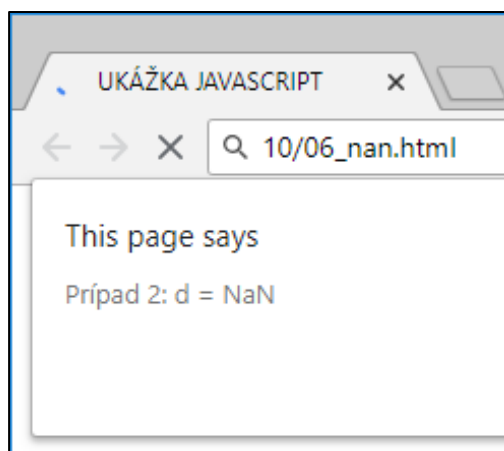 UKÁŽKA JAVASCRIPT
10/06_nan.html
This page says
Prípad 2: d = NaN